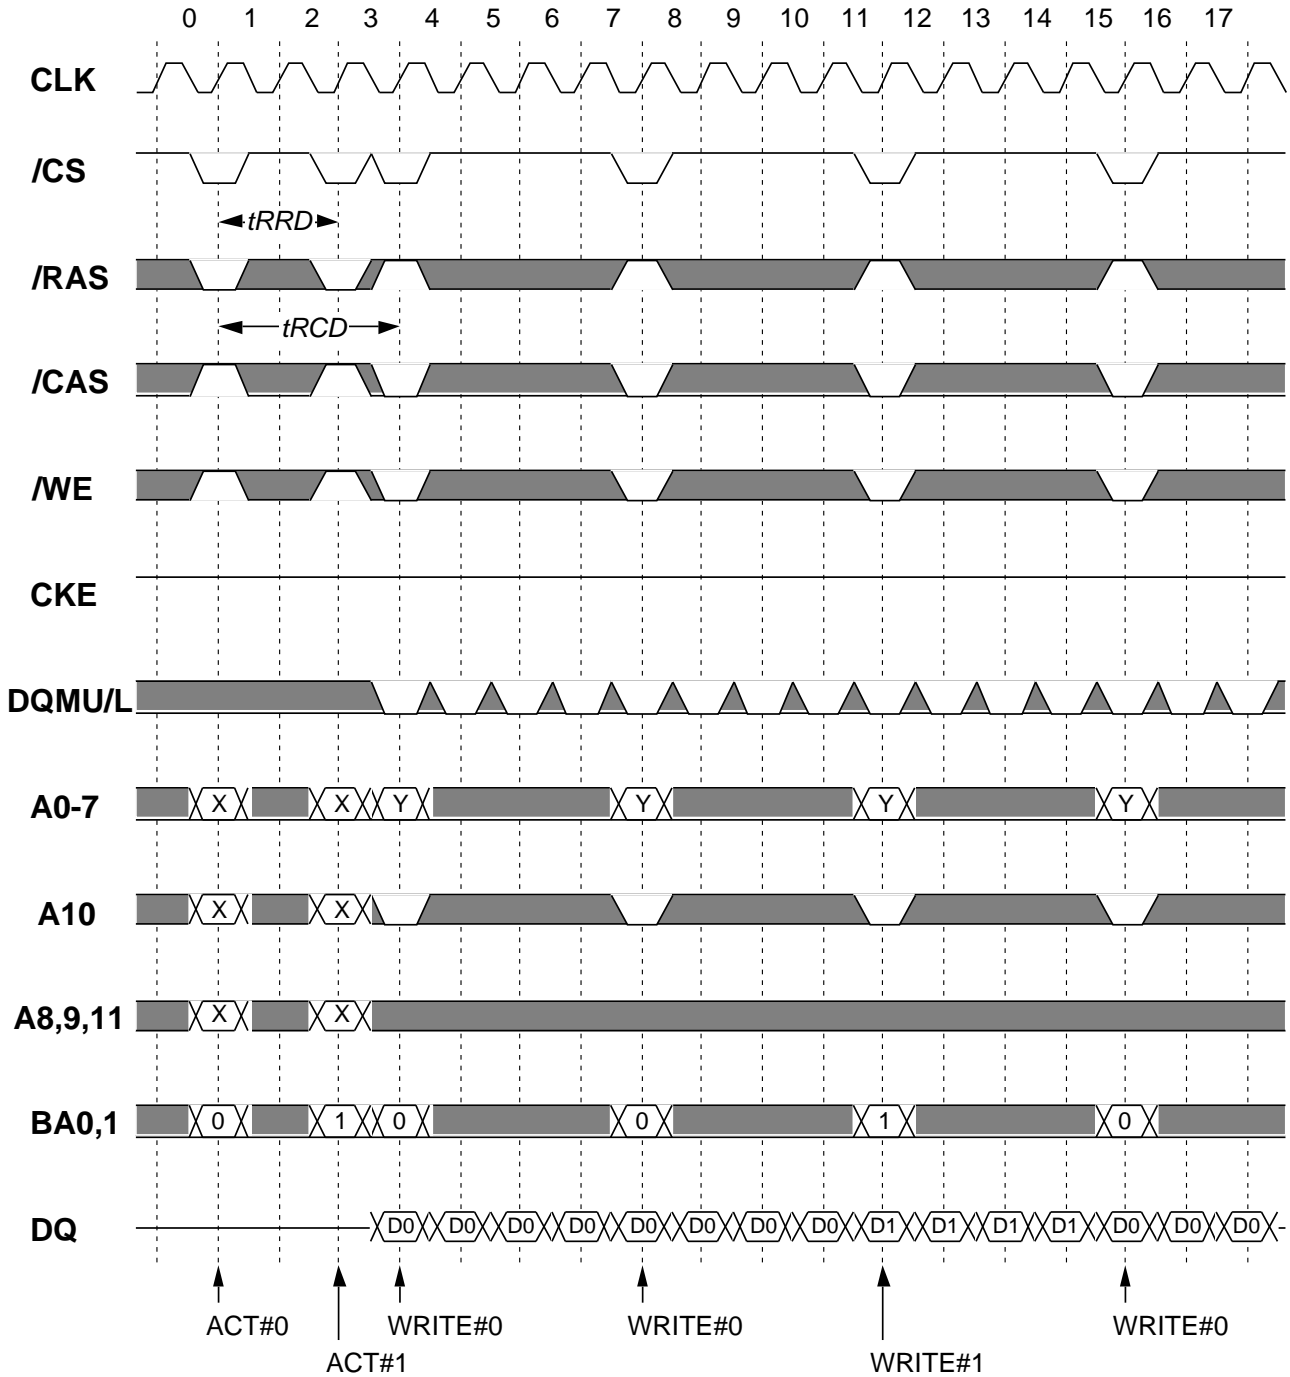 0 1 2 3 4 5 6 7 8 9 10 11 12 13 14 15 16 17
CLK
/CS
tRRD
/RAS
tRCD
/CAS
/WE
CKE
DQMU/L
A0-7 X X Y Y Y Y
A10 X X
A8,9,11 X X
BA0,1 0 1 0 0 1 0
DQ D0 D0 D0 D0 D0 D0 D0 D0 D1 D1 D1 D1 D0 D0 D0
ACT#0 WRITE#0 WRITE#0 WRITE#0
ACT#1 WRITE#1